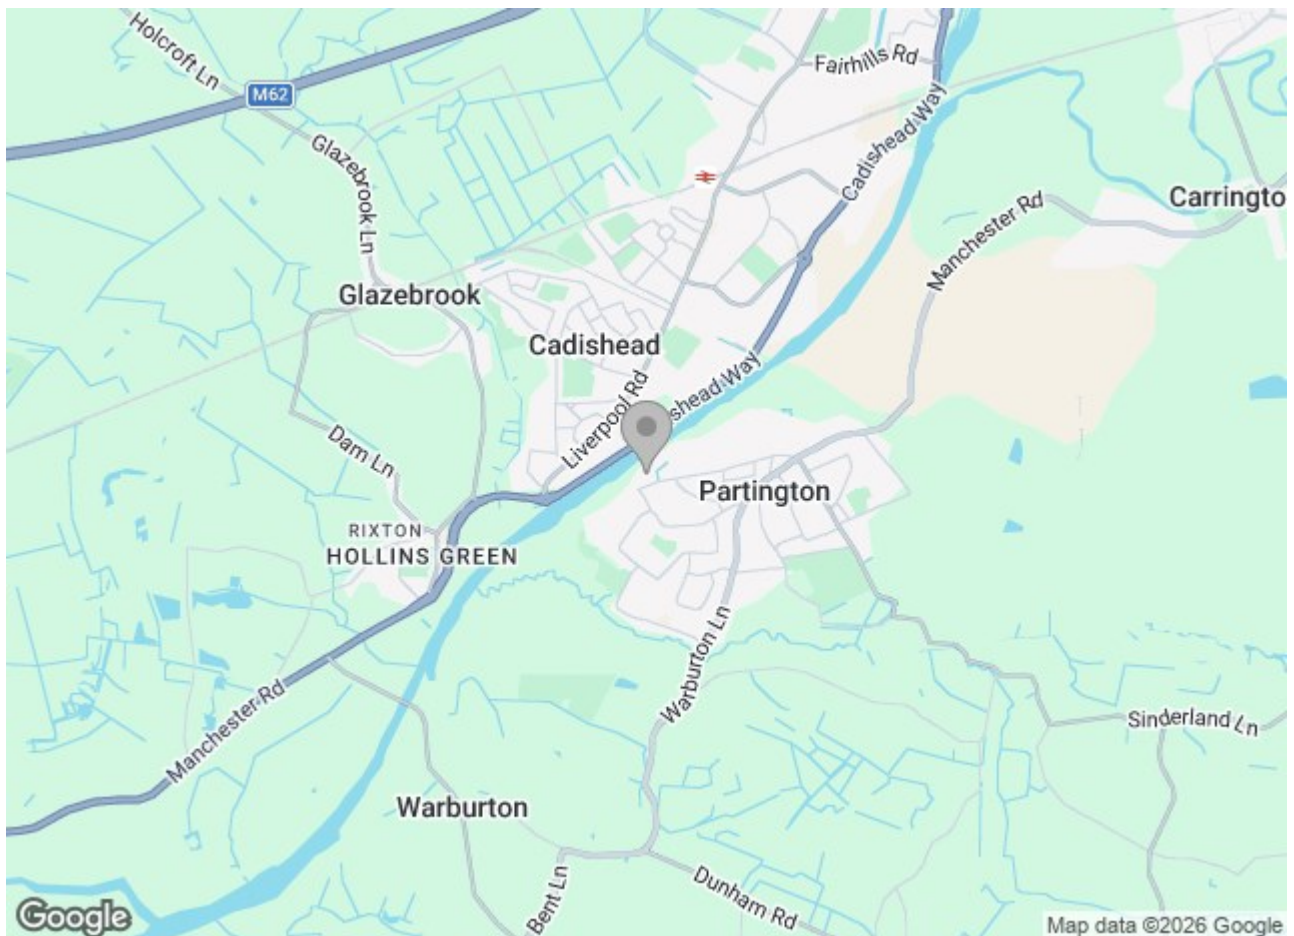 Holcroft Ln
Fairhills Rd
M62
Cadishead Way
Glazebrook Ln
Carringto
Manchester Rd
Glazebrook
Cadishead
Liverpool Rd
shead Way
Dam Ln
Partington
RIXTON
HOLLINS GREEN
Warburton Ln
Manchester Rd
Sinderland Ln
Warburton
Bent Ln
Dunham Rd
Google
Map data ©2026 Google